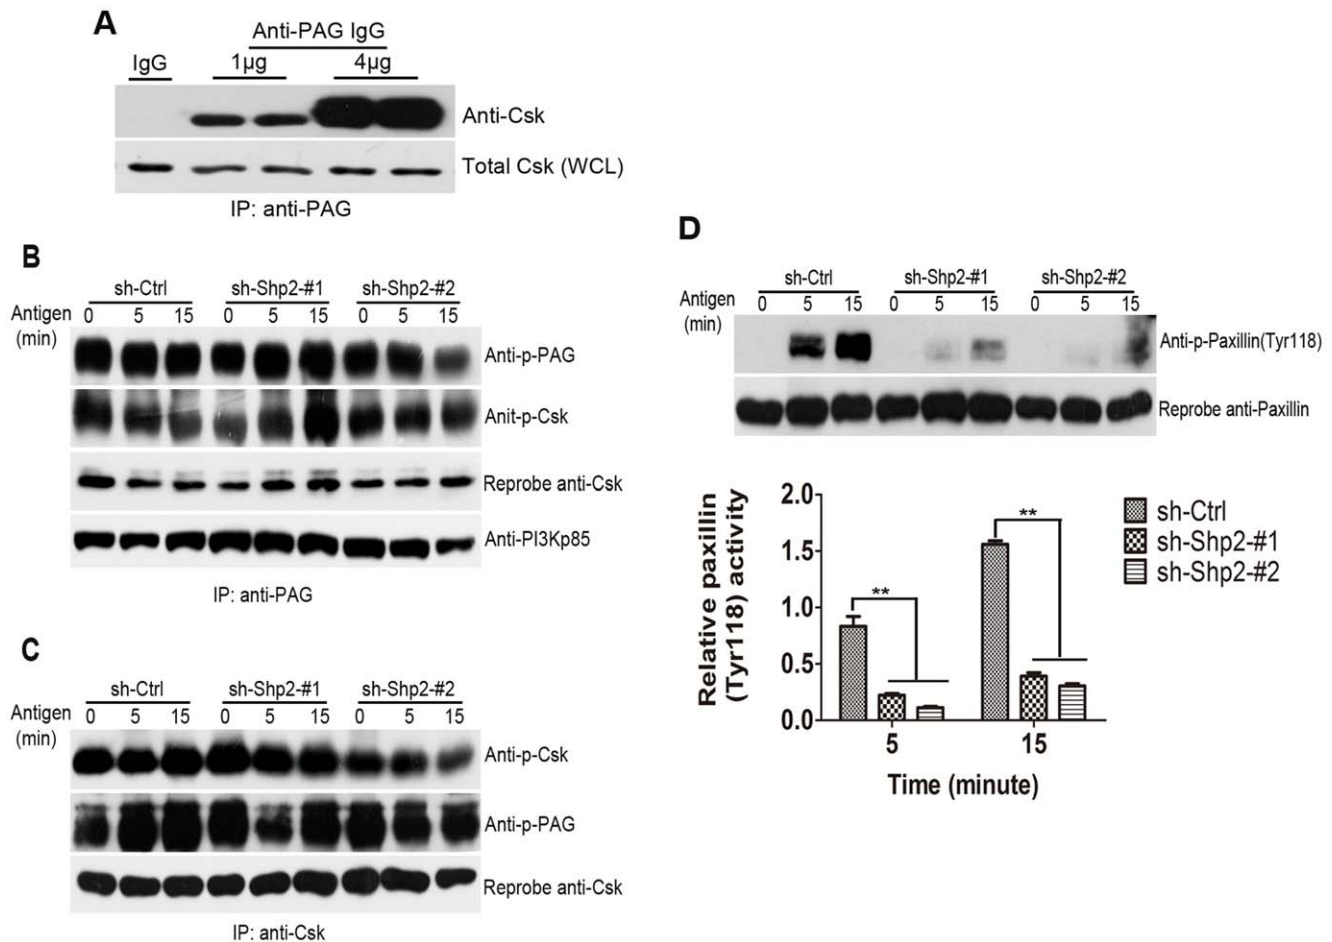 A
Anti-PAG IgG
IgG 1µg 4µg
Anti-Csk
Total Csk (WCL)
IP: anti-PAG
B
sh-Ctrl sh-Shp2-#1 sh-Shp2-#2
Antigen (min) 0 5 15 0 5 15 0 5 15
Anti-p-PAG
Anit-p-Csk
Reprobe anti-Csk
Anti-PI3Kp85
IP: anti-PAG
C
sh-Ctrl sh-Shp2-#1 sh-Shp2-#2
Antigen (min) 0 5 15 0 5 15 0 5 15
Anti-p-Csk
Anti-p-PAG
Reprobe anti-Csk
IP: anti-Csk
D
sh-Ctrl sh-Shp2-#1 sh-Shp2-#2
Antigen (min) 0 5 15 0 5 15 0 5 15
Anti-p-Paxillin(Tyr118)
Reprobe anti-Paxillin
Relative paxillin
(Tyr118) activity
2.0
1.5
1.0
0.5
0.0
**
**
5 15
Time (minute)
sh-Ctrl
sh-Shp2-#1
sh-Shp2-#2